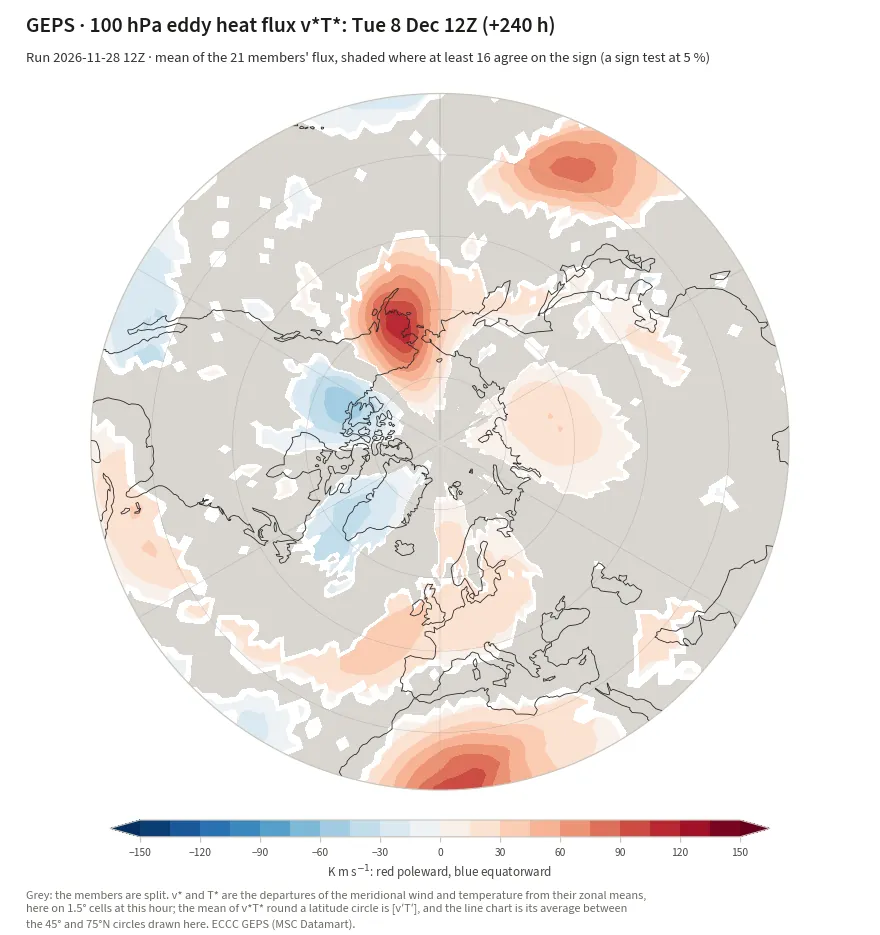 GEPS · 100 hPa eddy heat flux v*T*: Tue 8 Dec 12Z (+240 h)
Run 2026-11-28 12Z · mean of the 21 members' flux, shaded where at least 16 agree on the sign (a sign test at 5 %)
−150 −120 −90 −60 −30 0 30 60 90 120 150
K m s⁻¹: red poleward, blue equatorward
Grey: the members are split. v* and T* are the departures of the meridional wind and temperature from their zonal means,
here on 1.5° cells at this hour; the mean of v*T* round a latitude circle is [v'T'], and the line chart is its average between
the 45° and 75°N circles drawn here. ECCC GEPS (MSC Datamart).